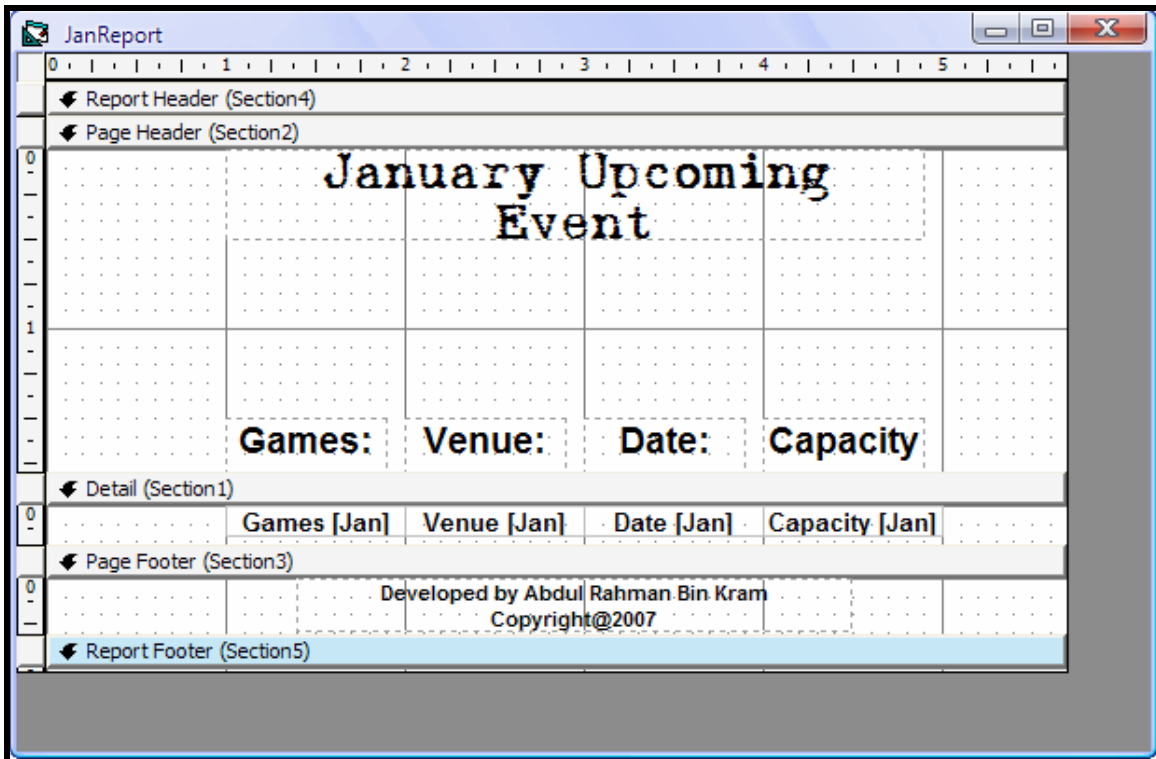 JanReport
0 1 2 3 4 5
Report Header (Section4)
Page Header (Section2)
0
January Upcoming
Event
1
Games: Venue: Date: Capacity
Detail (Section1)
0
Games [Jan] Venue [Jan] Date [Jan] Capacity [Jan]
Page Footer (Section3)
0
Developed by Abdul Rahman Bin Kram
Copyright@2007
Report Footer (Section5)